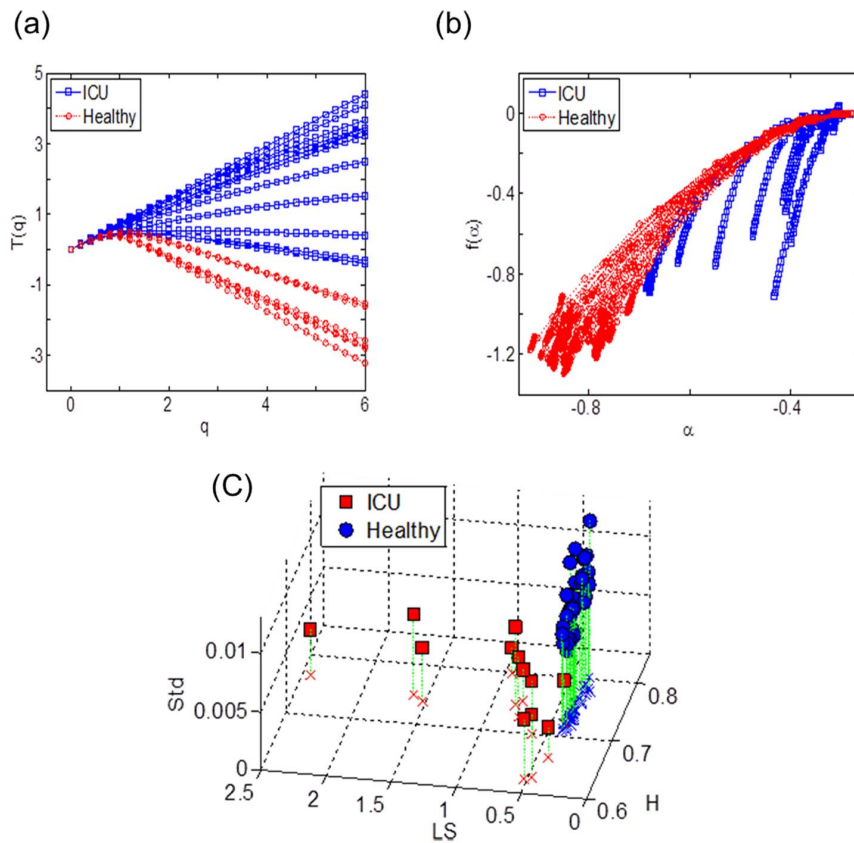 (a)
(b)
5
3
1
-1
-3
T(q)
ICU
Healthy
0
2
4
6
q
ICU
Healthy
0
-0.4
-0.8
-1.2
f(α)
-0.8
-0.4
α
(C)
ICU
Healthy
0.01
0.005
0
Std
2.5
2
1.5
1
0.5
0
LS
0.6
0.7
0.8
H